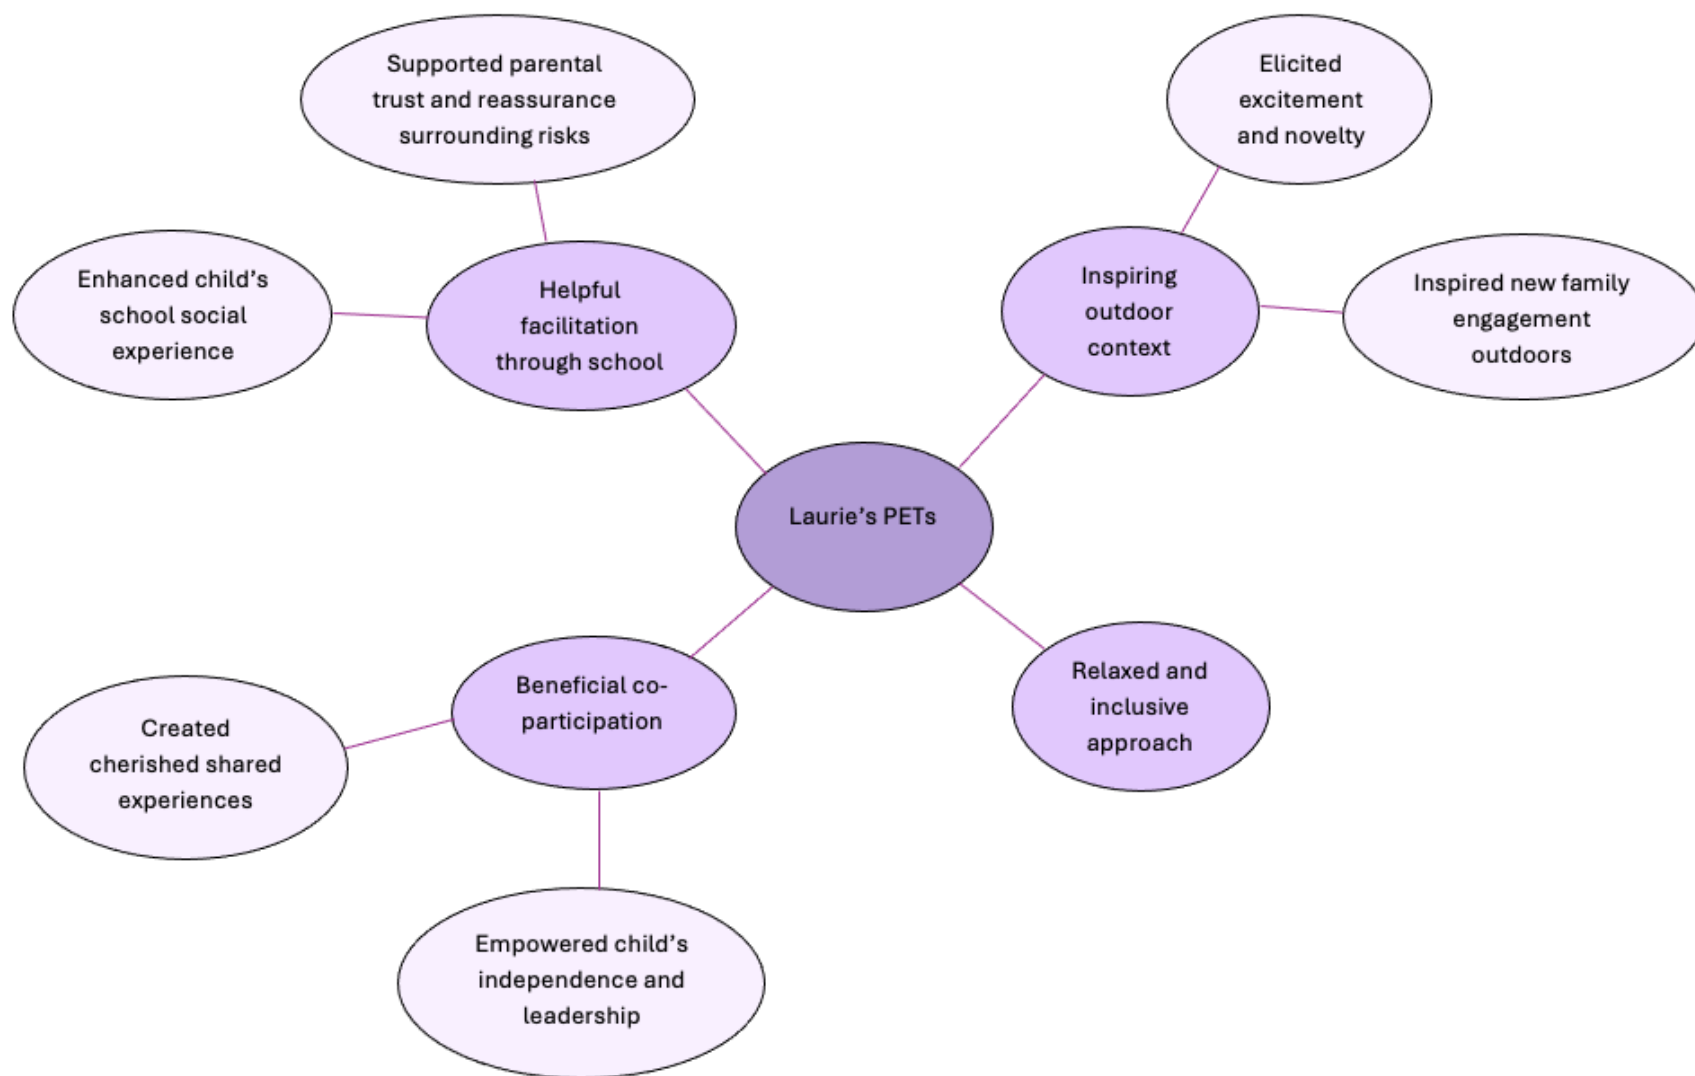 Supported parental
trust and reassurance
surrounding risks
Elicited
excitement
and novelty
Enhanced child’s
school social
experience
Helpful
facilitation
through school
Inspiring
outdoor
context
Inspired new family
engagement
outdoors
Laurie’s PETs
Created
cherished shared
experiences
Beneficial co-
participation
Relaxed and
inclusive
approach
Empowered child’s
independence and
leadership